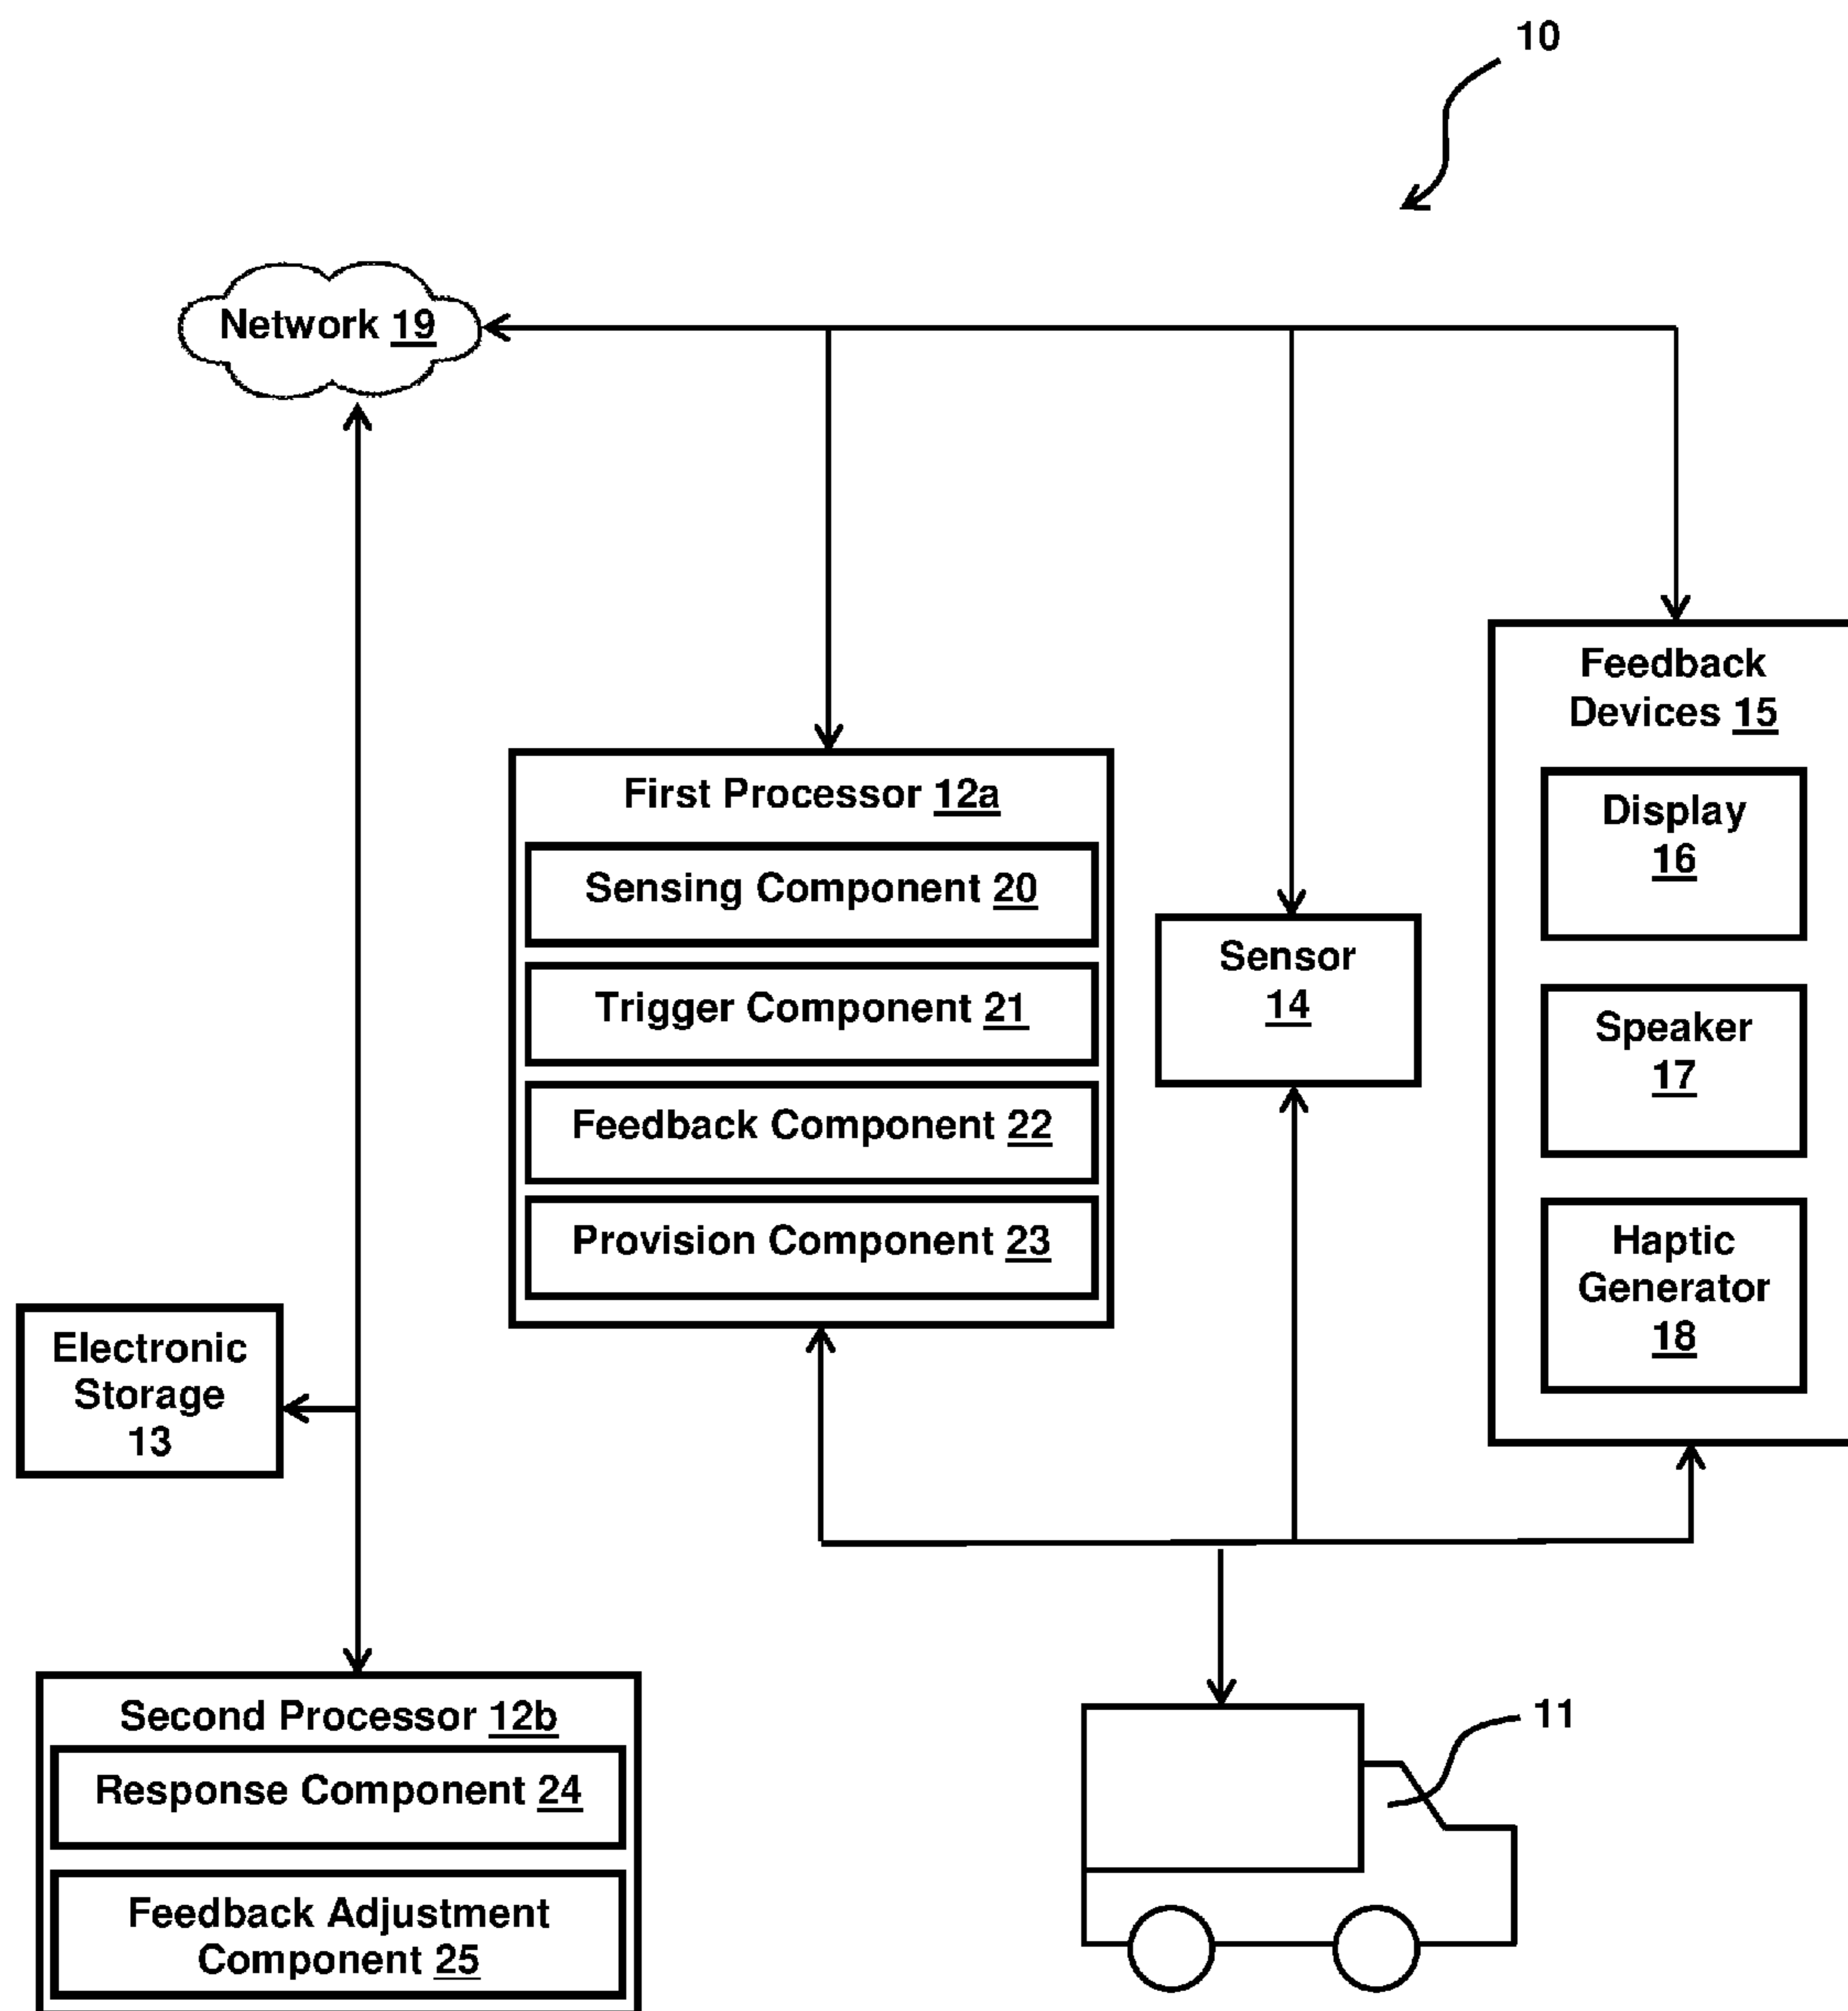 10
Network 19
Feedback
Devices 15
Display
16
Speaker
17
Haptic
Generator
18
First Processor 12a
Sensing Component 20
Trigger Component 21
Feedback Component 22
Provision Component 23
Sensor
14
Electronic
Storage
13
Second Processor 12b
Response Component 24
Feedback Adjustment
Component 25
11